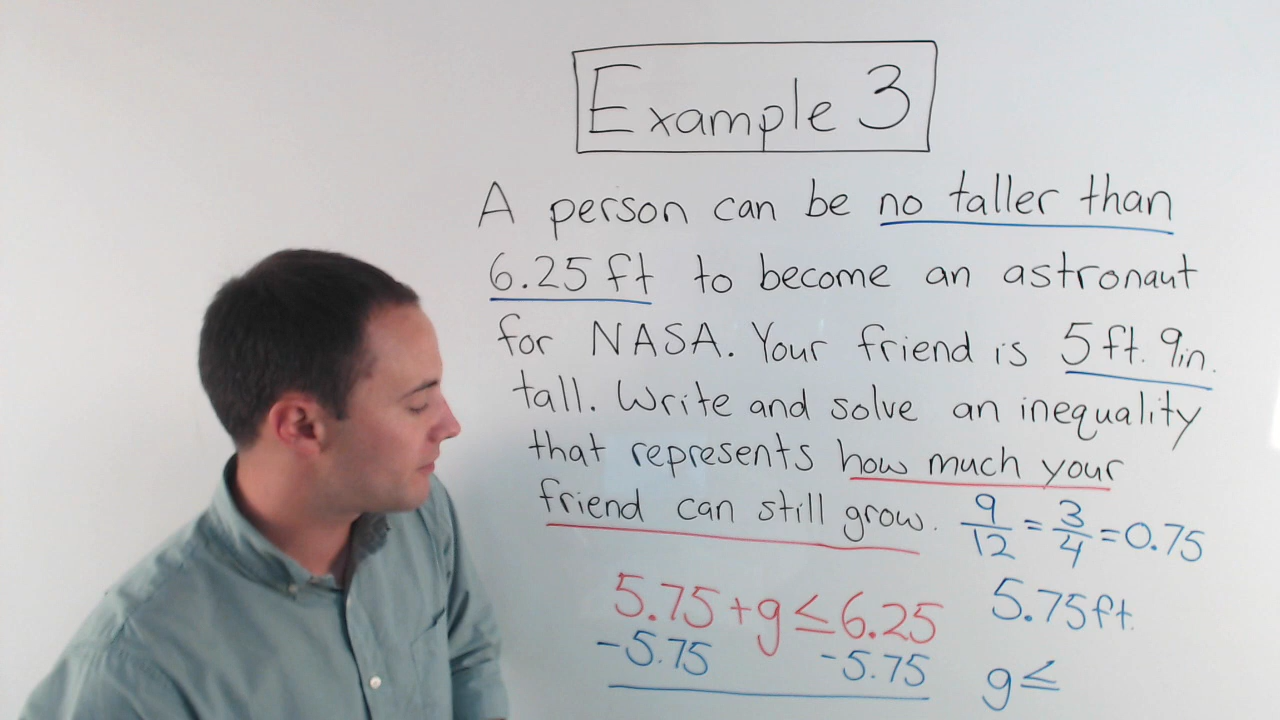 Example 3
A person can be no taller than
6.25 ft to become an astronaut
for NASA. Your friend is 5 ft. 9 in.
tall. Write and solve an inequality
that represents how much your
friend can still grow.
9/12 = 3/4 = 0.75
5.75 + g ≤ 6.25
5.75 ft.
-5.75 -5.75
g ≤